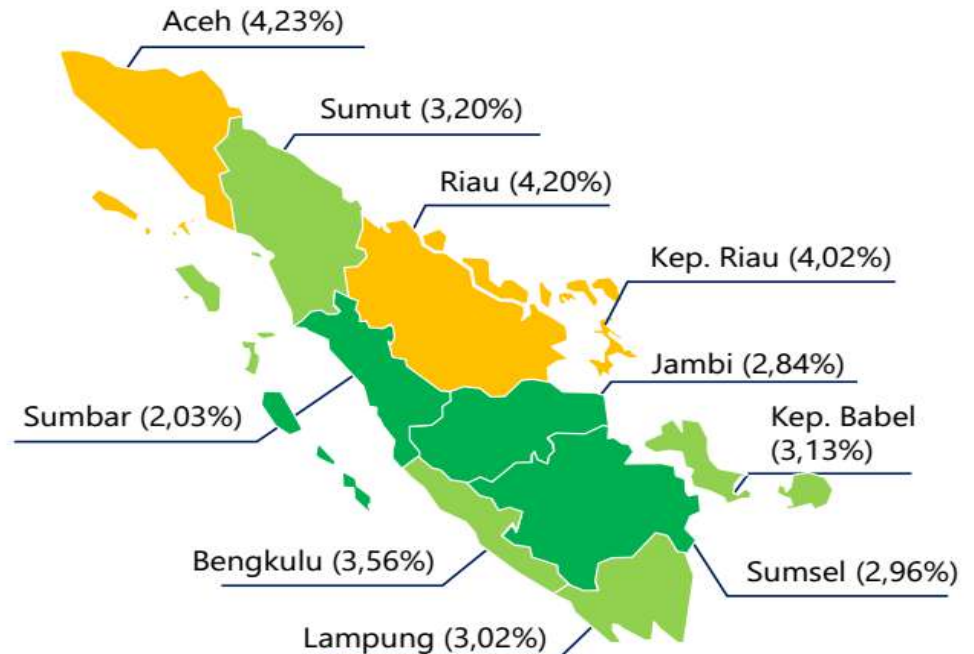 Aceh (4,23%)
Sumut (3,20%)
Riau (4,20%)
Kep. Riau (4,02%)
Jambi (2,84%)
Kep. Babel
(3,13%)
Sumbar (2,03%)
Bengkulu (3,56%)
Sumsel (2,96%)
Lampung (3,02%)